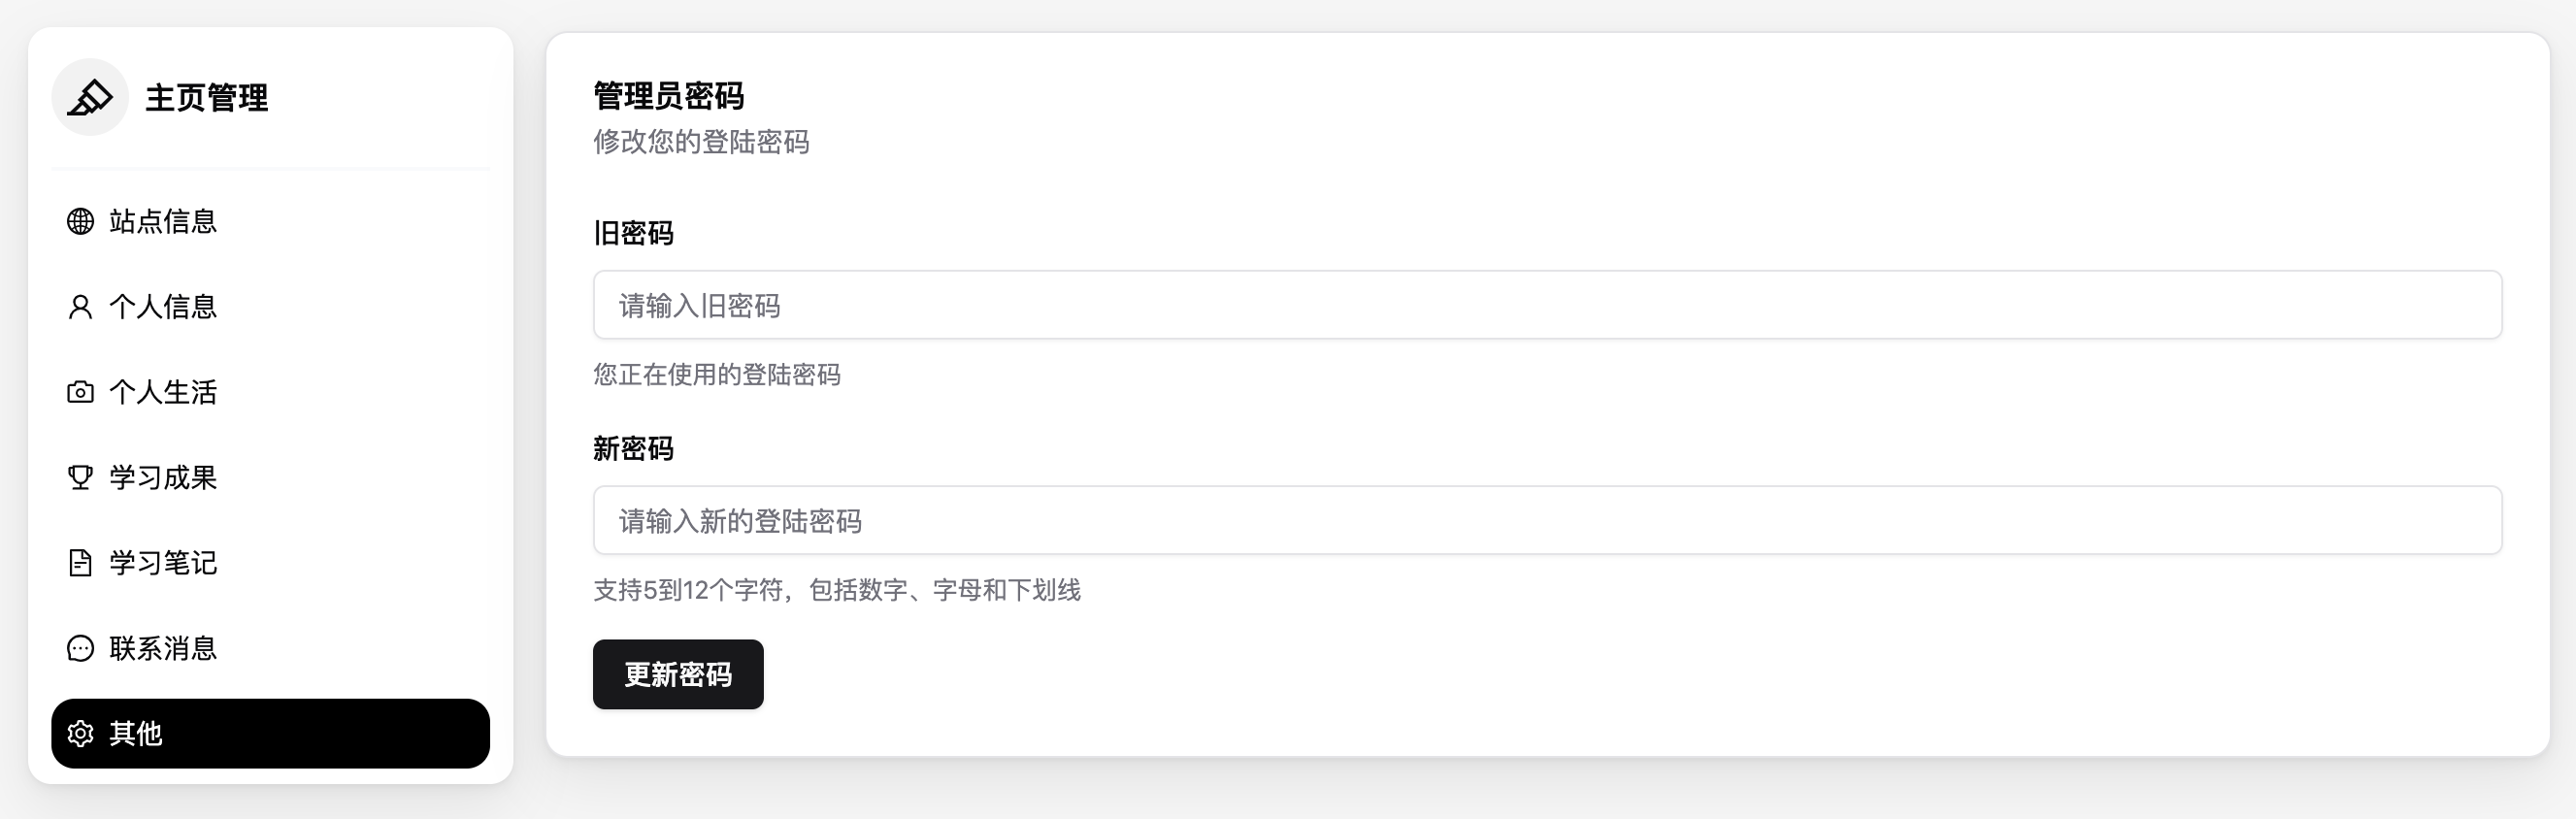 主页管理
站点信息
个人信息
个人生活
学习成果
学习笔记
联系消息
其他
管理员密码
修改您的登陆密码
旧密码
请输入旧密码
您正在使用的登陆密码
新密码
请输入新的登陆密码
支持5到12个字符，包括数字、字母和下划线
更新密码